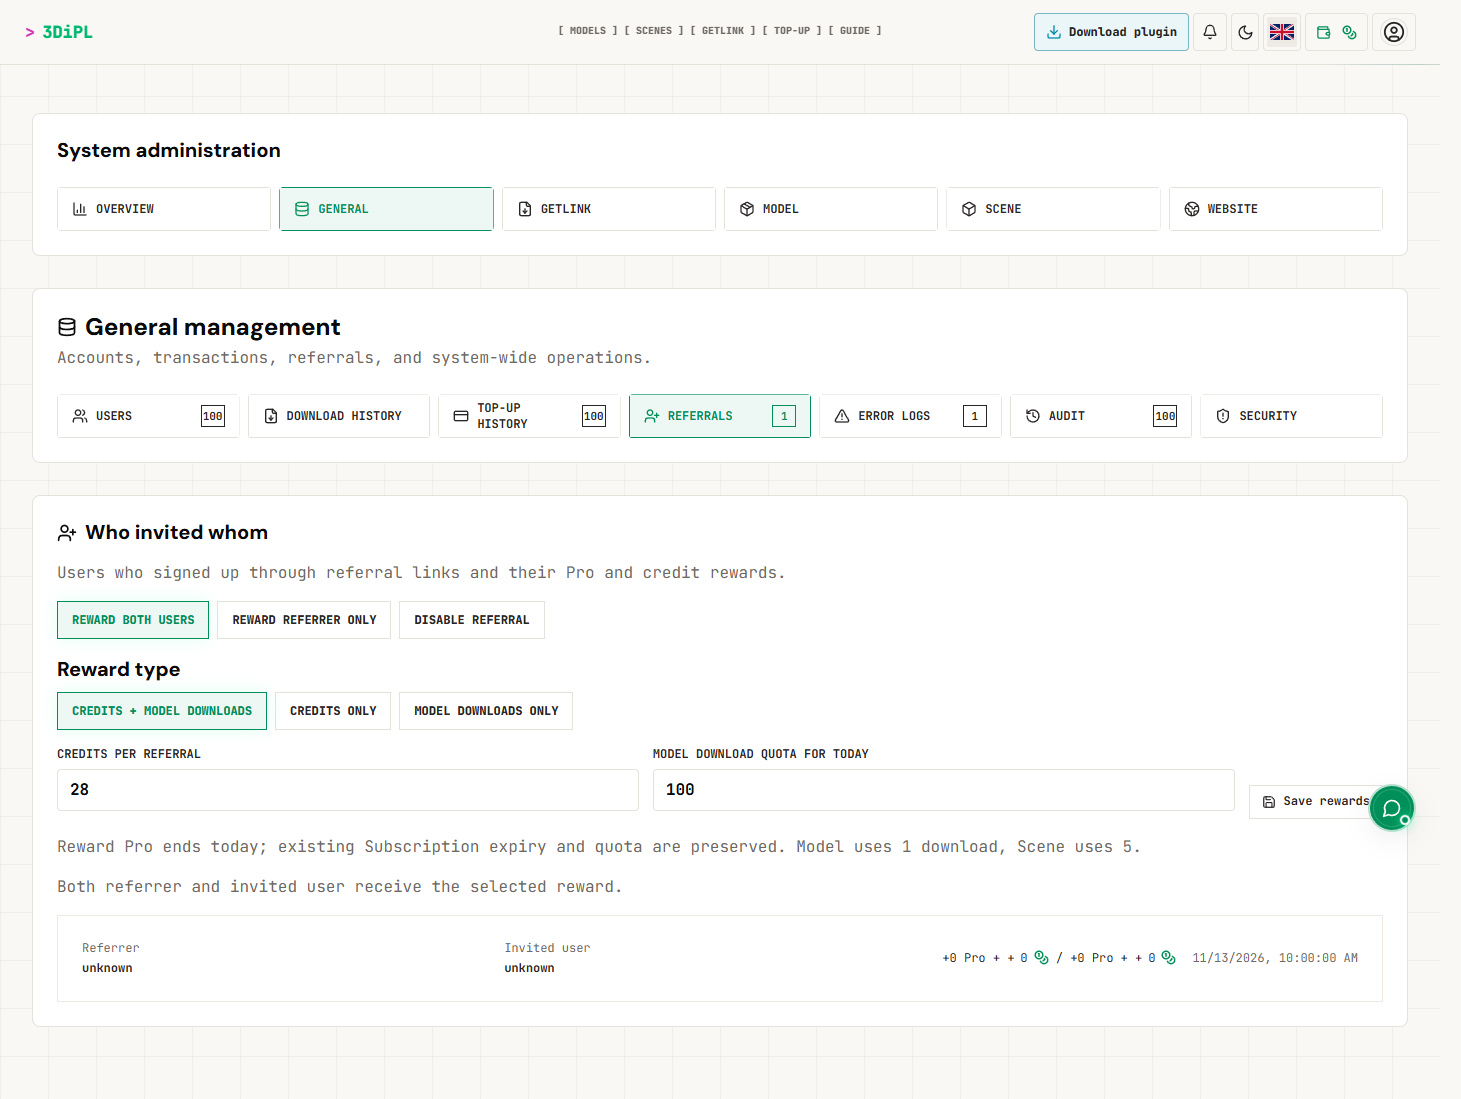 > 3DiPL
[ MODELS ] [ SCENES ] [ GETLINK ] [ TOP-UP ] [ GUIDE ]
Download plugin
System administration
OVERVIEW
GENERAL
GETLINK
MODEL
SCENE
WEBSITE
General management
Accounts, transactions, referrals, and system-wide operations.
USERS 100
DOWNLOAD HISTORY
TOP-UP
HISTORY 100
REFERRALS 1
ERROR LOGS 1
AUDIT 100
SECURITY
Who invited whom
Users who signed up through referral links and their Pro and credit rewards.
REWARD BOTH USERS
REWARD REFERRER ONLY
DISABLE REFERRAL
Reward type
CREDITS + MODEL DOWNLOADS
CREDITS ONLY
MODEL DOWNLOADS ONLY
CREDITS PER REFERRAL
28
MODEL DOWNLOAD QUOTA FOR TODAY
100
Save rewards
Reward Pro ends today; existing Subscription expiry and quota are preserved. Model uses 1 download, Scene uses 5.
Both referrer and invited user receive the selected reward.
Referrer
unknown
Invited user
unknown
+0 Pro + + 0 / +0 Pro + + 0 11/13/2026, 10:00:00 AM